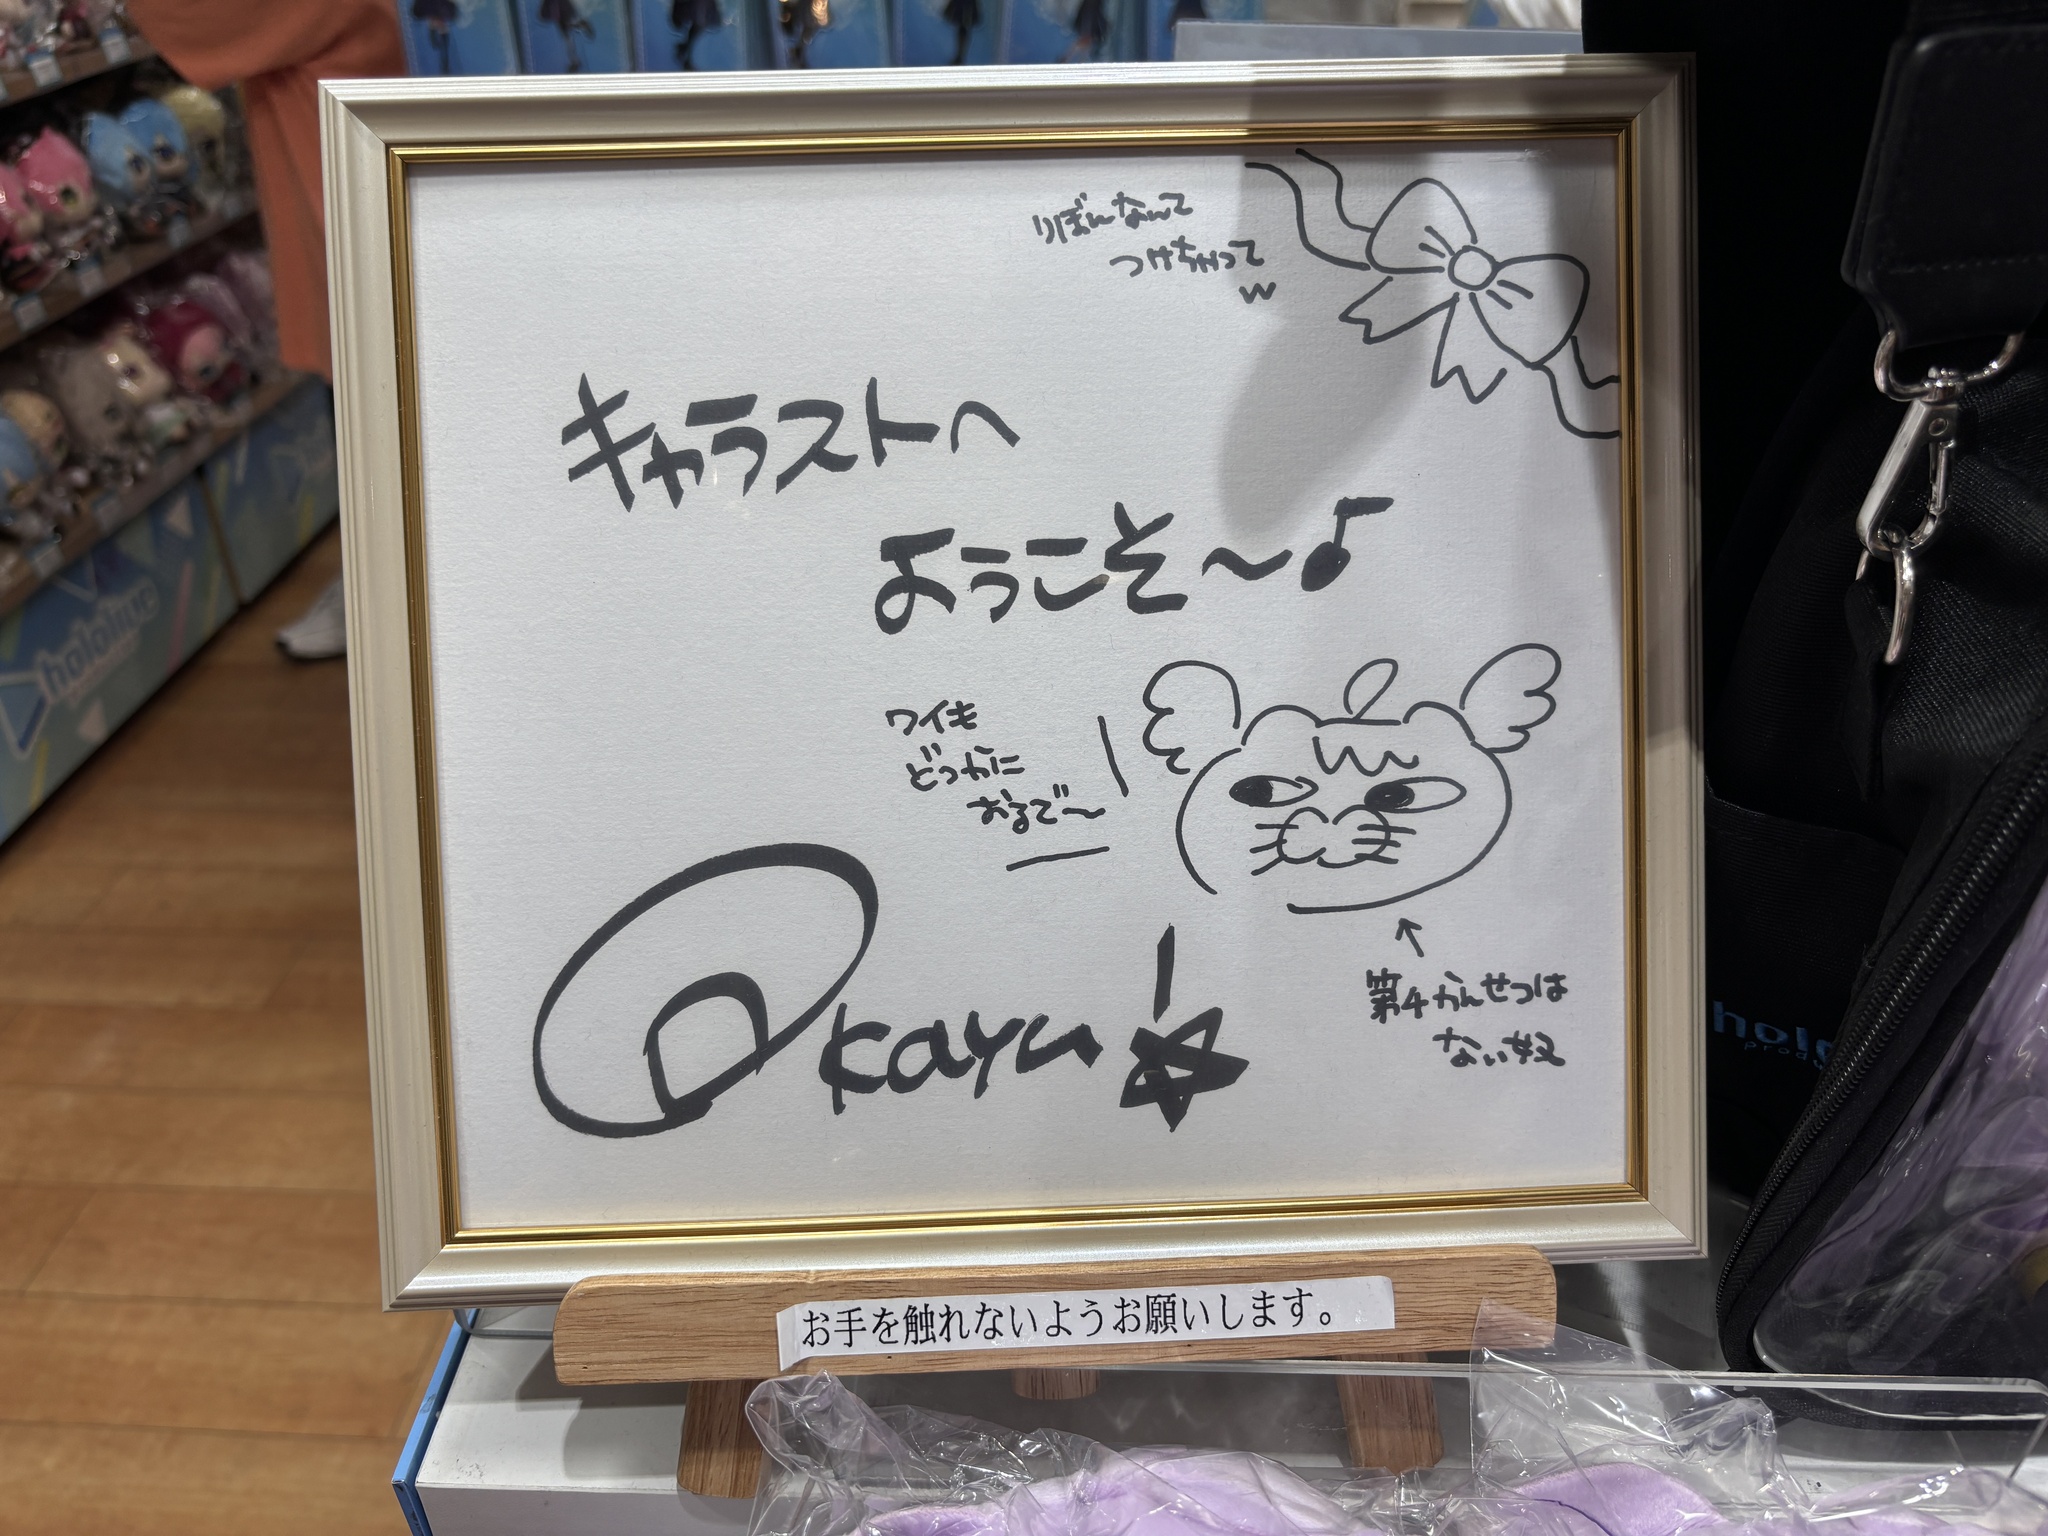 りぼんなんて
つけちゃって
w
キャラストへ
ようこそ〜♪
ワイも
どっかに
おるで〜
Okayu
↑
第4かんせつは
ない奴
お手を触れないようお願いします。
hololive
holo